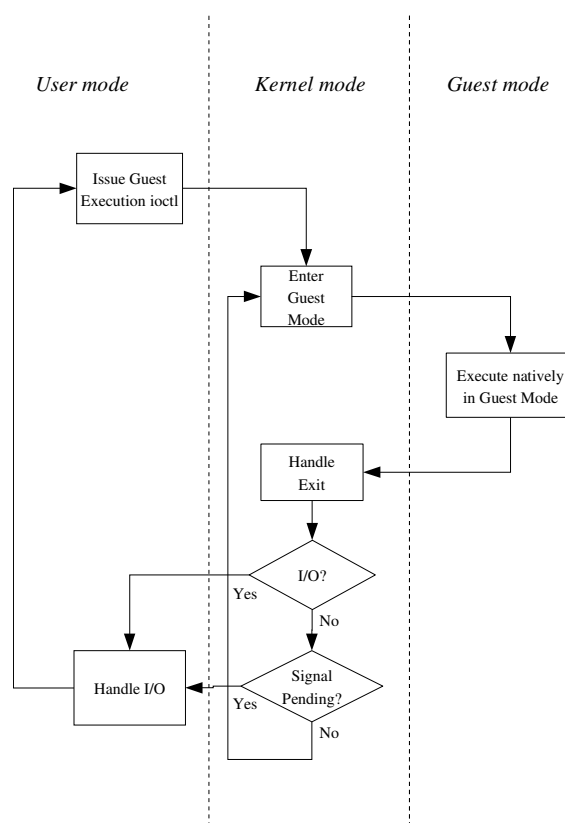 User mode
Kernel mode
Guest mode
Issue Guest
Execution ioctl
Enter
Guest
Mode
Execute natively
in Guest Mode
Handle
Exit
I/O?
Yes
No
Handle I/O
Signal
Pending?
Yes
No